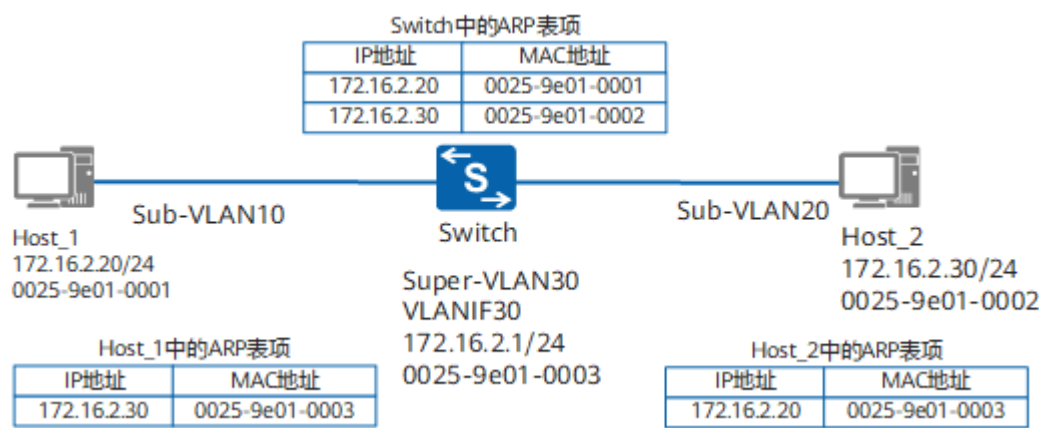 Switch中的ARP表项
IP地址 MAC地址
172.16.2.20 0025-9e01-0001
172.16.2.30 0025-9e01-0002
S
Sub-VLAN10
Sub-VLAN20
Switch
Host_1
172.16.2.20/24
0025-9e01-0001
Super-VLAN30
VLANIF30
172.16.2.1/24
0025-9e01-0003
Host_2
172.16.2.30/24
0025-9e01-0002
Host_1中的ARP表项
IP地址 MAC地址
172.16.2.30 0025-9e01-0003
Host_2中的ARP表项
IP地址 MAC地址
172.16.2.20 0025-9e01-0003